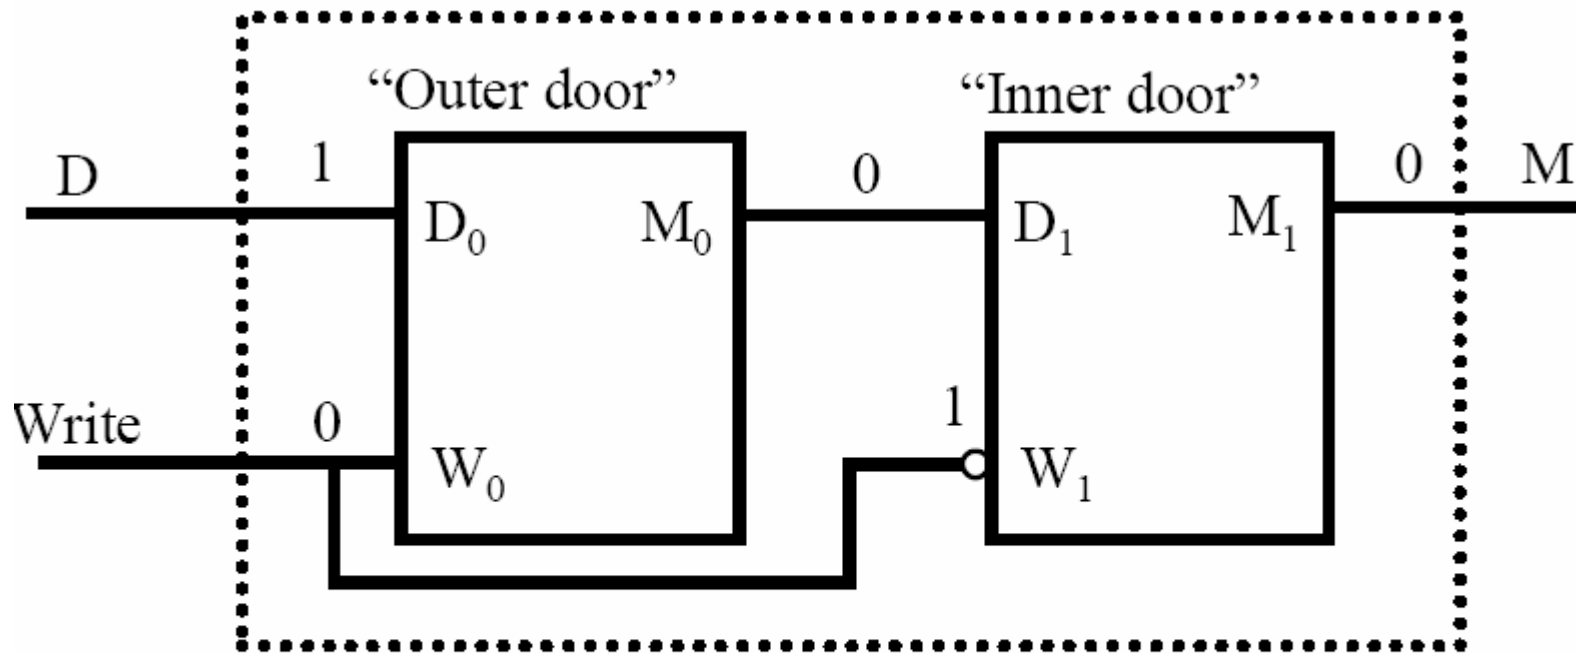 “Outer door” “Inner door”
D 1 0 0 M
D₀ M₀ D₁ M₁
Write 0 1
W₀ W₁